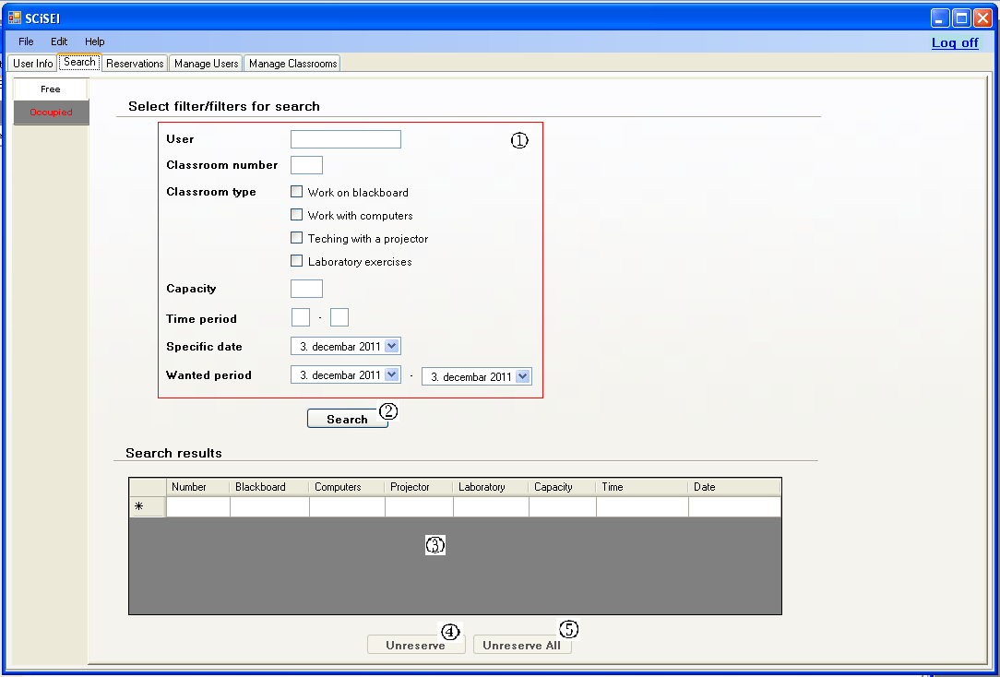 SCiSEI
File Edit Help
Log off
User Info Search Reservations Manage Users Manage Classrooms
Free
Occupied
Select filter/filters for search
User ①
Classroom number
Classroom type Work on blackboard
Work with computers
Teching with a projector
Laboratory exercises
Capacity
Time period -
Specific date 3. decembar 2011
Wanted period 3. decembar 2011 - 3. decembar 2011
Search ②
Search results
Number Blackboard Computers Projector Laboratory Capacity Time Date
*
③
Unreserve ④ Unreserve All ⑤